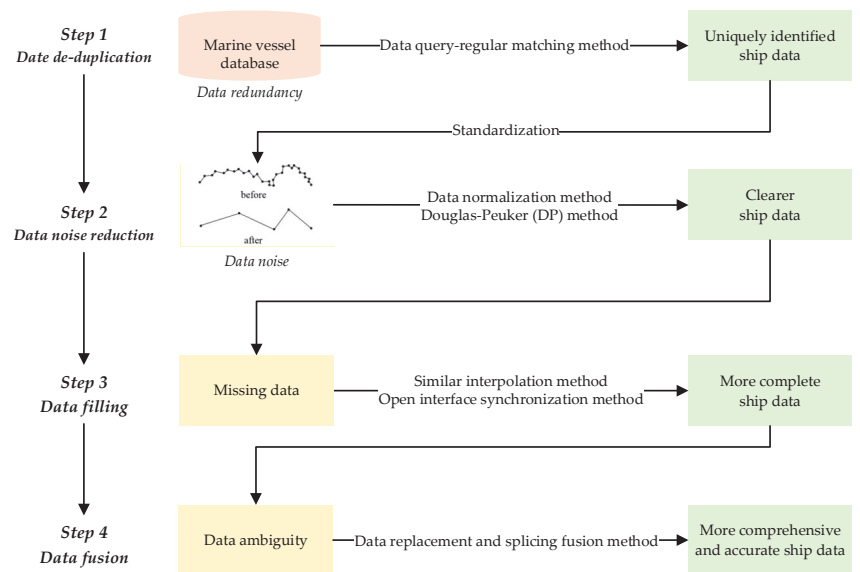 Step 1
Date de-duplication
Marine vessel
database
Data redundancy
Data query-regular matching method
Uniquely identified
ship data
Standardization
before
after
Data noise
Step 2
Data noise reduction
Data normalization method
Douglas-Peuker (DP) method
Clearer
ship data
Step 3
Data filling
Missing data
Similar interpolation method
Open interface synchronization method
More complete
ship data
Step 4
Data fusion
Data ambiguity
Data replacement and splicing fusion method
More comprehensive
and accurate ship data